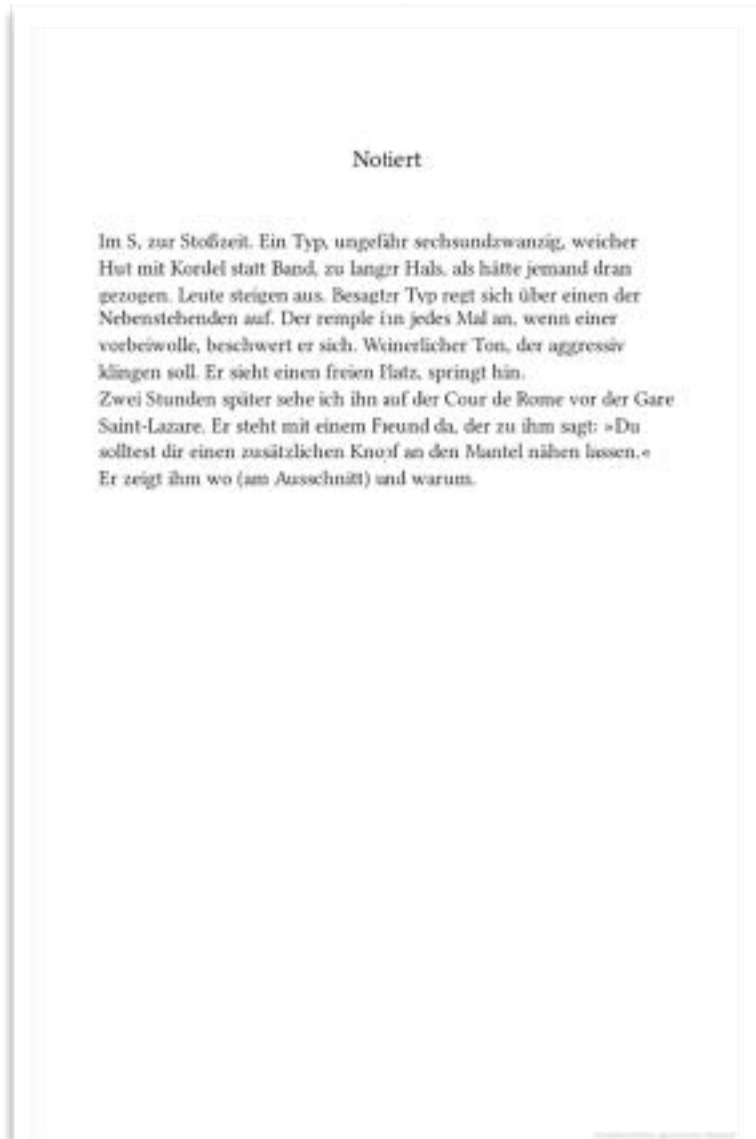 Notiert
Im S, zur Stoßzeit. Ein Typ, ungefähr sechsundzwanzig, weicher
Hut mit Kordel statt Band, zu langer Hals, als hätte jemand dran
gezogen. Leute steigen aus. Besagter Typ regt sich über einen der
Nebenstehenden auf. Der remple ihn jedes Mal an, wenn einer
vorbeiwolle, beschwert er sich. Weinerlicher Ton, der aggressiv
klingen soll. Er sieht einen freien Platz, springt hin.
Zwei Stunden später sehe ich ihn auf der Cour de Rome vor der Gare
Saint-Lazare. Er steht mit einem Freund da, der zu ihm sagt: »Du
solltest dir einen zusätzlichen Knopf an den Mantel nähen lassen.«
Er zeigt ihm wo (am Ausschnitt) und warum.